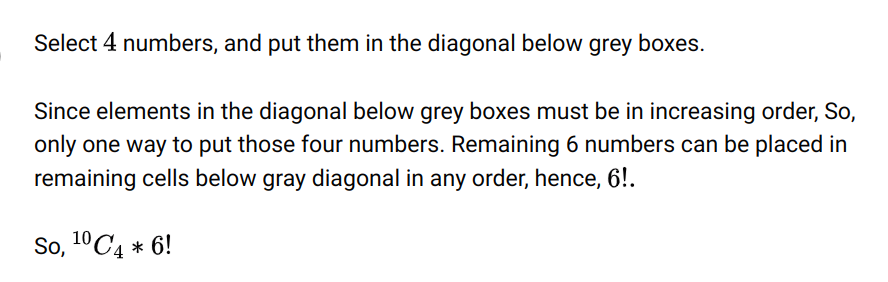 Select 4 numbers, and put them in the diagonal below grey boxes.
Since elements in the diagonal below grey boxes must be in increasing order, So,
only one way to put those four numbers. Remaining 6 numbers can be placed in
remaining cells below gray diagonal in any order, hence, 6!.
So, ¹⁰C₄ * 6!